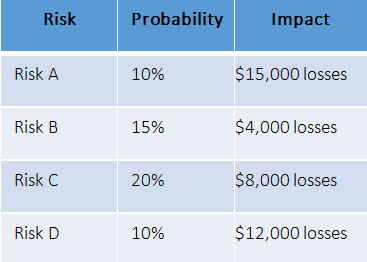 Risk Probability Impact
Risk A 10% $15,000 losses
Risk B 15% $4,000 losses
Risk C 20% $8,000 losses
Risk D 10% $12,000 losses